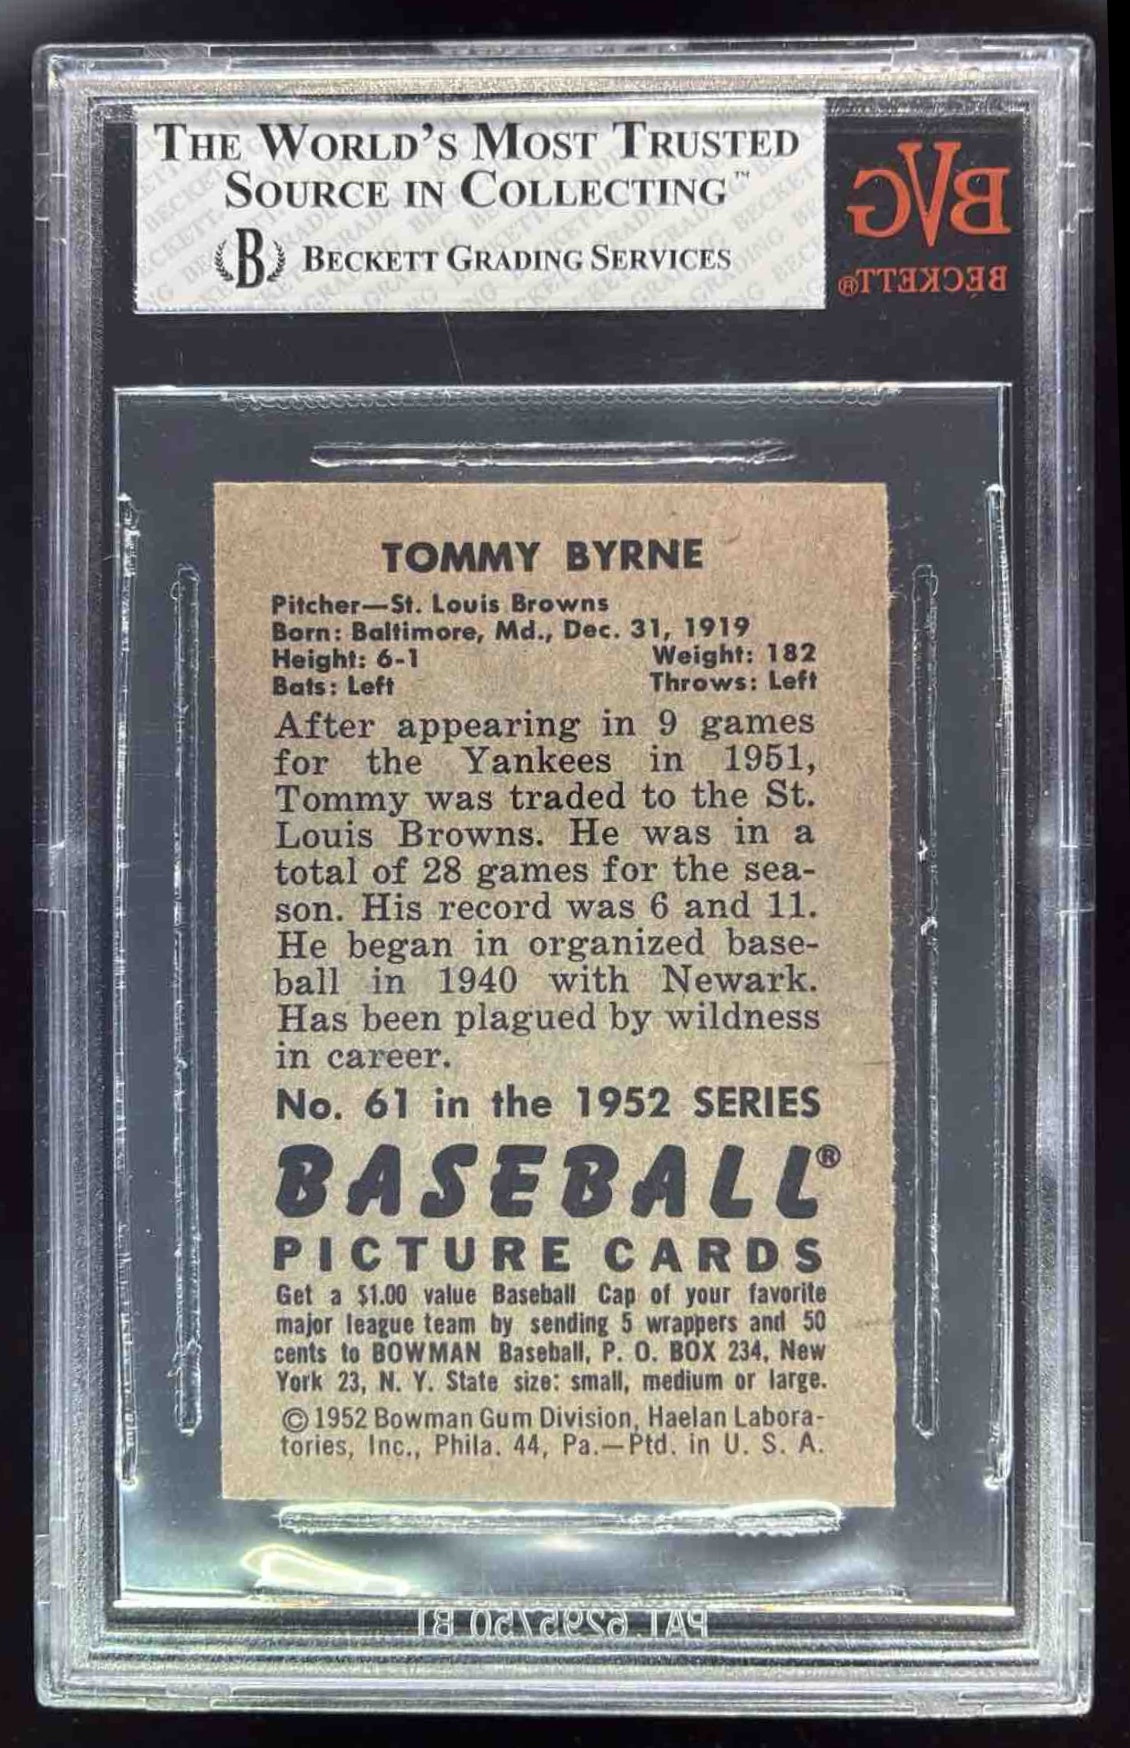 THE WORLD'S MOST TRUSTED
SOURCE IN COLLECTING™
B BECKETT GRADING SERVICES
BVG
BECKETT®
TOMMY BYRNE
Pitcher—St. Louis Browns
Born: Baltimore, Md., Dec. 31, 1919
Height: 6-1 Weight: 182
Bats: Left Throws: Left
After appearing in 9 games
for the Yankees in 1951,
Tommy was traded to the St.
Louis Browns. He was in a
total of 28 games for the sea-
son. His record was 6 and 11.
He began in organized base-
ball in 1940 with Newark.
Has been plagued by wildness
in career.
No. 61 in the 1952 SERIES
BASEBALL®
PICTURE CARDS
Get a $1.00 value Baseball Cap of your favorite
major league team by sending 5 wrappers and 50
cents to BOWMAN Baseball, P. O. BOX 234, New
York 23, N. Y. State size: small, medium or large.
© 1952 Bowman Gum Division, Haelan Labora-
tories, Inc., Phila. 44, Pa.—Ptd. in U. S. A.
PAT. 6295750 B1